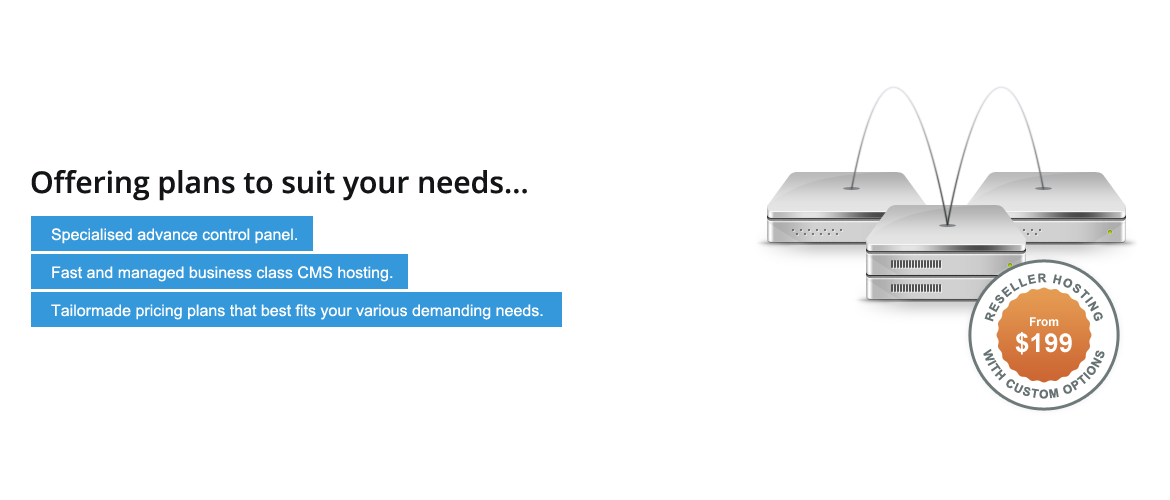 Offering plans to suit your needs...
Specialised advance control panel.
Fast and managed business class CMS hosting.
Tailormade pricing plans that best fits your various demanding needs.
RESELLER HOSTING
From
$199
WITH CUSTOM OPTIONS